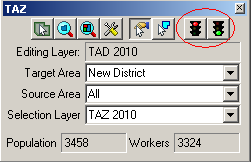 TAZ
Editing Layer: TAD 2010
Target Area New District
Source Area All
Selection Layer TAZ 2010
Population 3458 Workers 3324